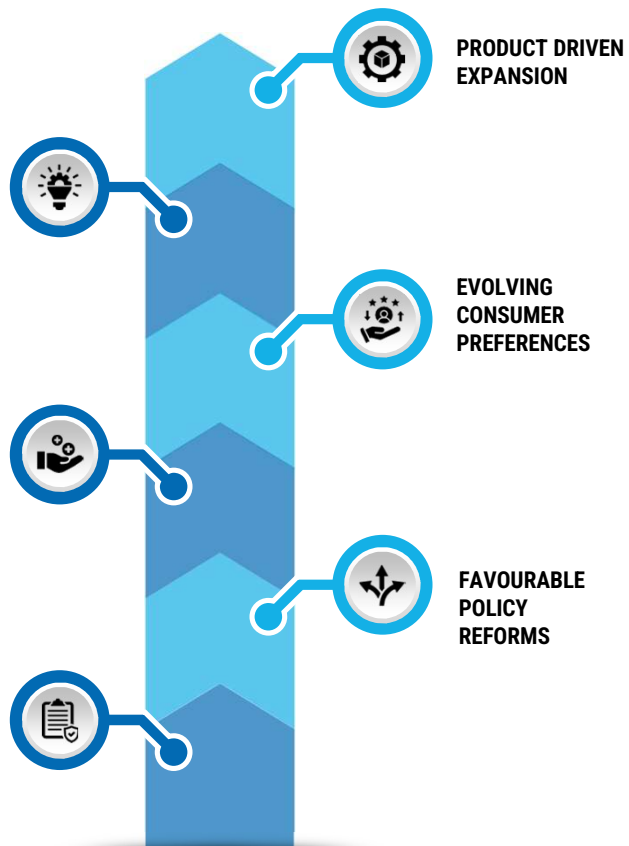 PRODUCT DRIVEN
EXPANSION
EVOLVING
CONSUMER
PREFERENCES
FAVOURABLE
POLICY
REFORMS